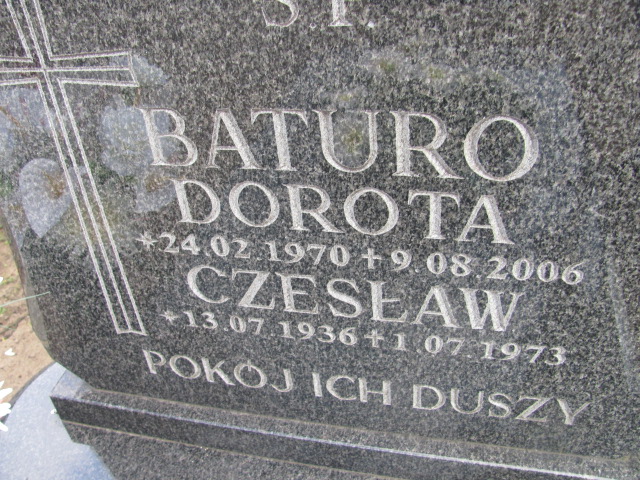 Ś.P.
BATURO
DOROTA
*24.02.1970 +9.08.2006
CZESŁAW
*13.07.1936 +1.07.1973
POKÓJ ICH DUSZY